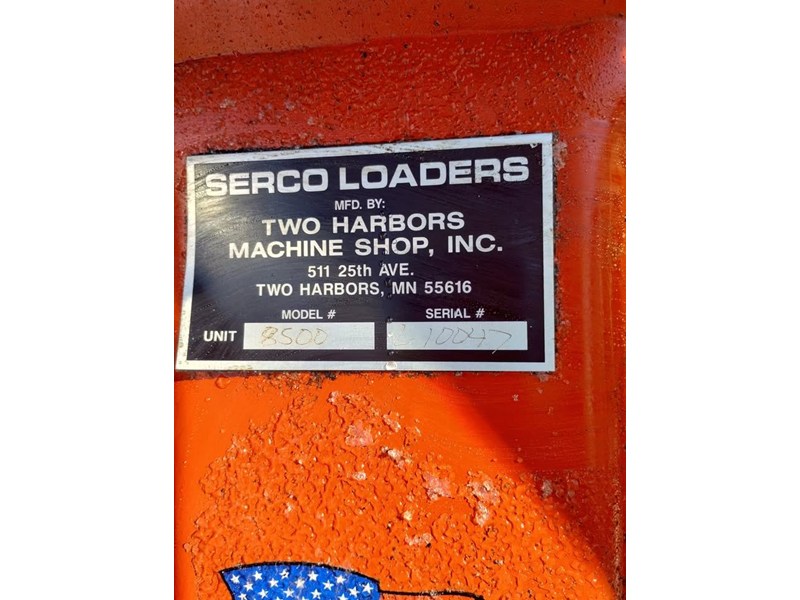 SERCO LOADERS
MFD. BY:
TWO HARBORS
MACHINE SHOP, INC.
511 25th AVE.
TWO HARBORS, MN 55616
MODEL # SERIAL #
UNIT 8500